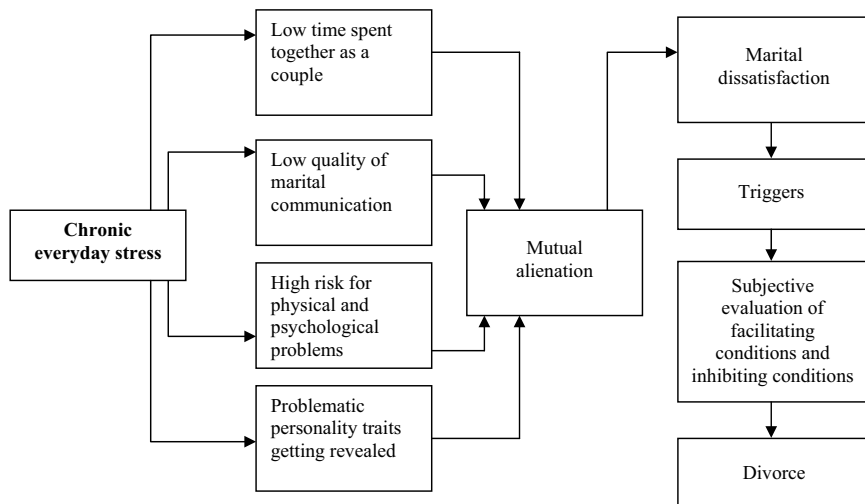 Chronic
everyday stress
Low time spent
together as a
couple
Low quality of
marital
communication
High risk for
physical and
psychological
problems
Problematic
personality traits
getting revealed
Mutual
alienation
Marital
dissatisfaction
Triggers
Subjective
evaluation of
facilitating
conditions and
inhibiting
conditions
Divorce